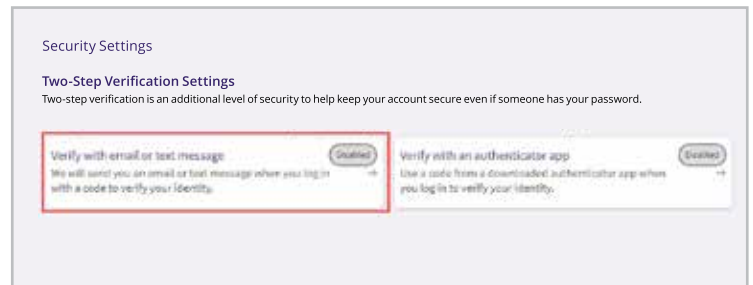 Security Settings
Two-Step Verification Settings
Two-step verification is an additional level of security to help keep your account secure even if someone has your password.
Verify with email or text message
Disabled
We will send you an email or text message when you log in
with a code to verify your identity.
→
Verify with an authenticator app
Disabled
Use a code from a downloaded authenticator app when
you log in to verify your identity.
→